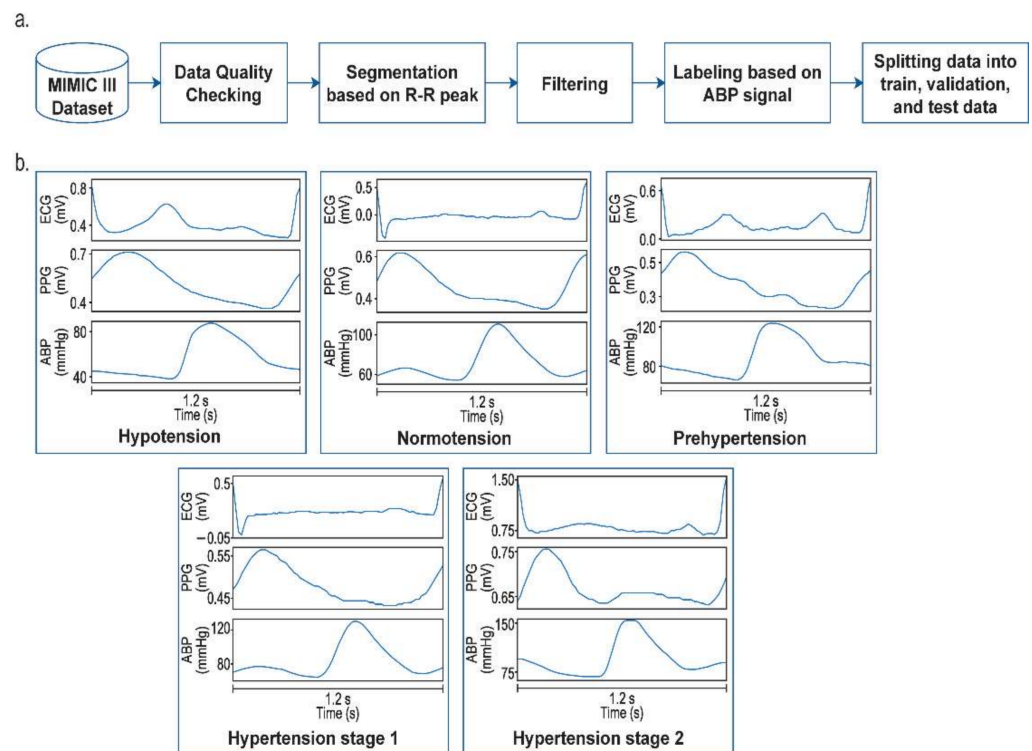 a.
MIMIC III
Dataset
Data Quality
Checking
Segmentation
based on R-R peak
Filtering
Labeling based on
ABP signal
Splitting data into
train, validation,
and test data
b.
ECG
(mV)
0.8
0.4
PPG
(mV)
0.7
0.4
ABP
(mmHg)
80
40
1.2 s
Time (s)
Hypotension
ECG
(mV)
0.5
0.0
PPG
(mV)
0.6
0.4
ABP
(mmHg)
100
60
1.2 s
Time (s)
Normotension
ECG
(mV)
0.6
0.0
PPG
(mV)
0.5
0.3
ABP
(mmHg)
120
80
1.2 s
Time (s)
Prehypertension
ECG
(mV)
0.5
−0.05
PPG
(mV)
0.55
0.45
ABP
(mmHg)
120
80
1.2 s
Time (s)
Hypertension stage 1
ECG
(mV)
1.50
0.75
PPG
(mV)
0.75
0.65
ABP
(mmHg)
150
75
1.2 s
Time (s)
Hypertension stage 2